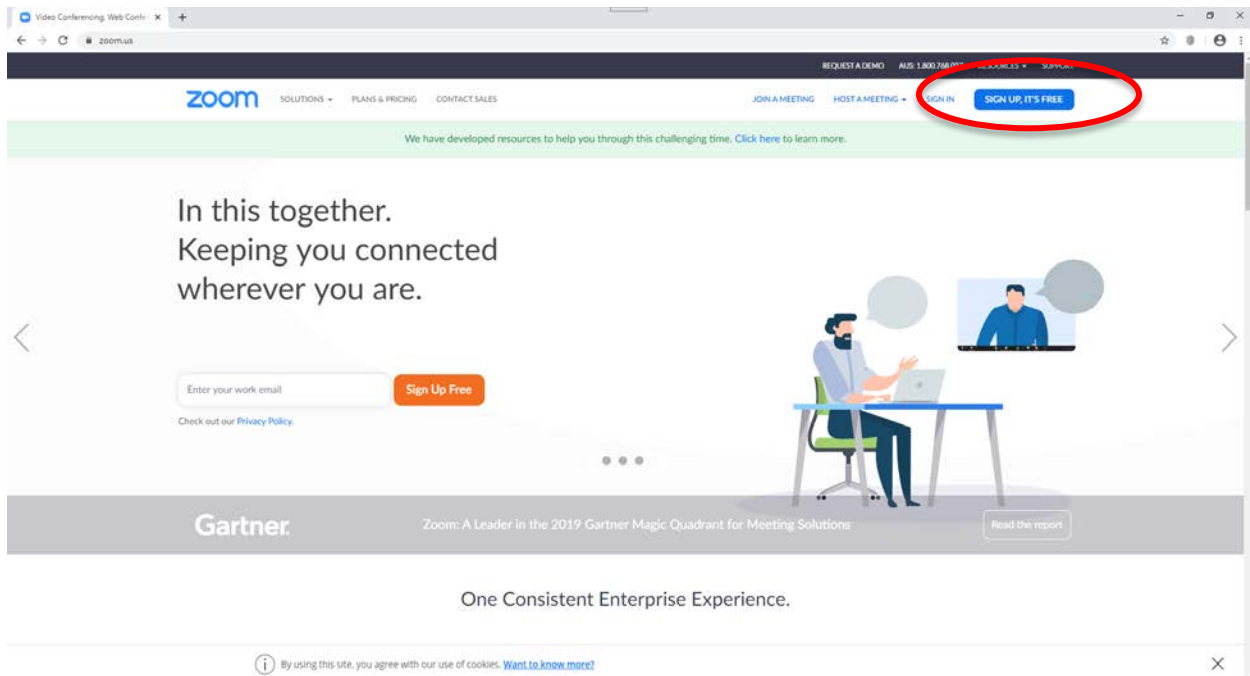 Video Conferencing, Web Confe
zoom.us
REQUEST A DEMO AUS: 1.800.768.027 RESOURCES SUPPORT
zoom SOLUTIONS PLANS & PRICING CONTACT SALES JOIN A MEETING HOST A MEETING SIGN IN SIGN UP, IT'S FREE
We have developed resources to help you through this challenging time. Click here to learn more.
In this together.
Keeping you connected
wherever you are.
Enter your work email Sign Up Free
Check out our Privacy Policy.
Gartner. Zoom: A Leader in the 2019 Gartner Magic Quadrant for Meeting Solutions Read the report
One Consistent Enterprise Experience.
By using this site, you agree with our use of cookies. Want to know more?